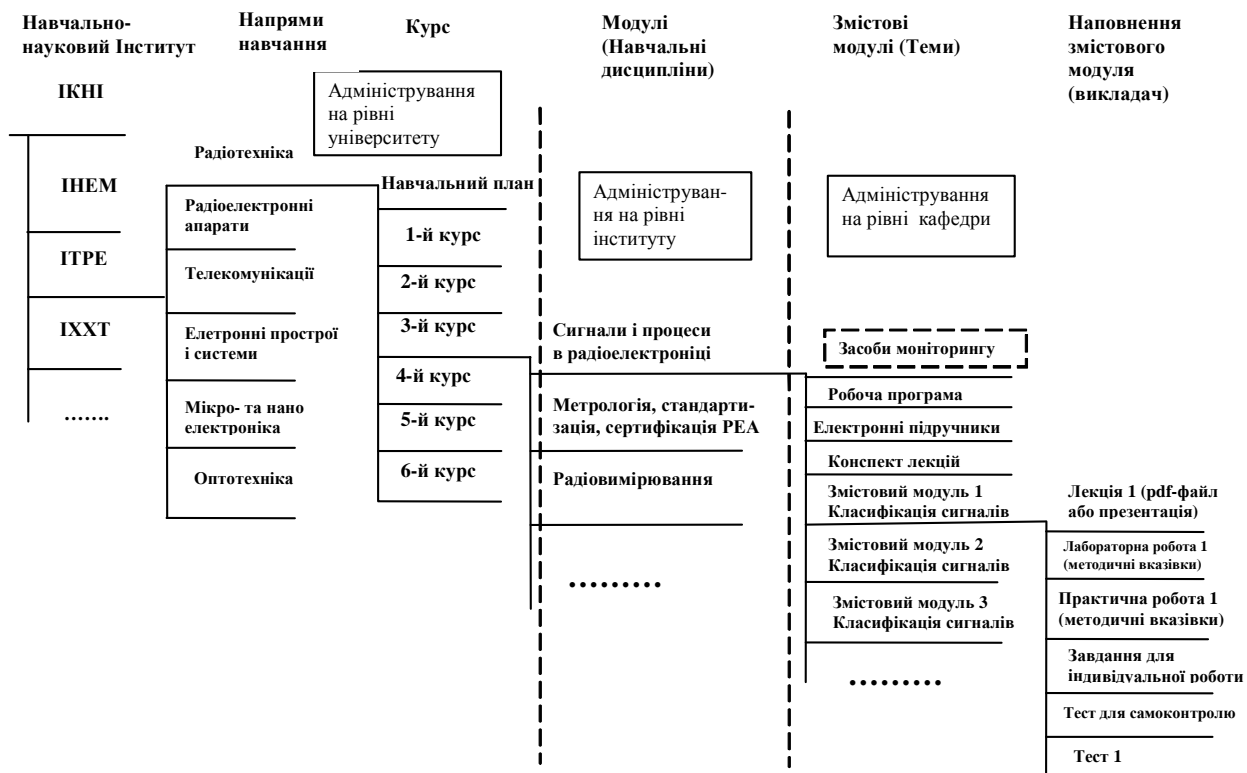 Навчально-
науковий Інститут
Напрями
навчання
Курс
Модулі
(Навчальні
дисципліни)
Змістові
модулі (Теми)
Наповнення
змістового
модуля
(викладач)
ІКНІ
ІНЕМ
ІТРЕ
ІХХТ
.......
Радіотехніка
Радіоелектронні
апарати
Телекомунікації
Елетронні прострої
і системи
Мікро- та нано
електроніка
Оптотехніка
Адміністрування
на рівні
університету
Навчальний план
1-й курс
2-й курс
3-й курс
4-й курс
5-й курс
6-й курс
Адмініструван-
ня на рівні
інституту
Сигнали і процеси
в радіоелектроніці
Метрологія, стандарти-
зація, сертифікація РЕА
Радіовимірювання
.........
Адміністрування
на рівні кафедри
Засоби моніторингу
Робоча програма
Електронні підручники
Конспект лекцій
Змістовий модуль 1
Класифікація сигналів
Змістовий модуль 2
Класифікація сигналів
Змістовий модуль 3
Класифікація сигналів
.........
Лекція 1 (pdf-файл
або презентація)
Лабораторна робота 1
(методичні вказівки)
Практична робота 1
(методичні вказівки)
Завдання для
індивідуальної роботи
Тест для самоконтролю
Тест 1